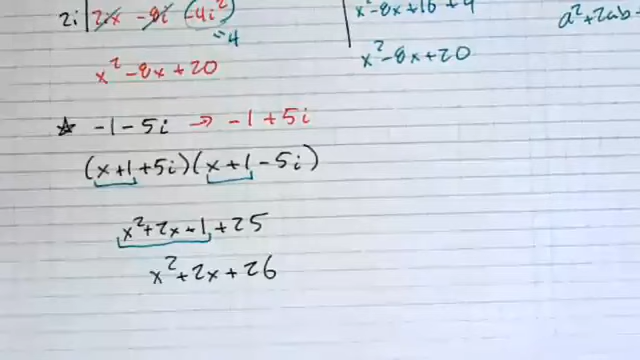 2i | 2x -8i (-4i²)
-4
x² - 8x + 20
x² - 8x + 16 + 4
x² - 8x + 20
a² + 2ab
☆ -1 - 5i → -1 + 5i
(x + 1 + 5i)(x + 1 - 5i)
x² + 2x + 1 + 25
x² + 2x + 26